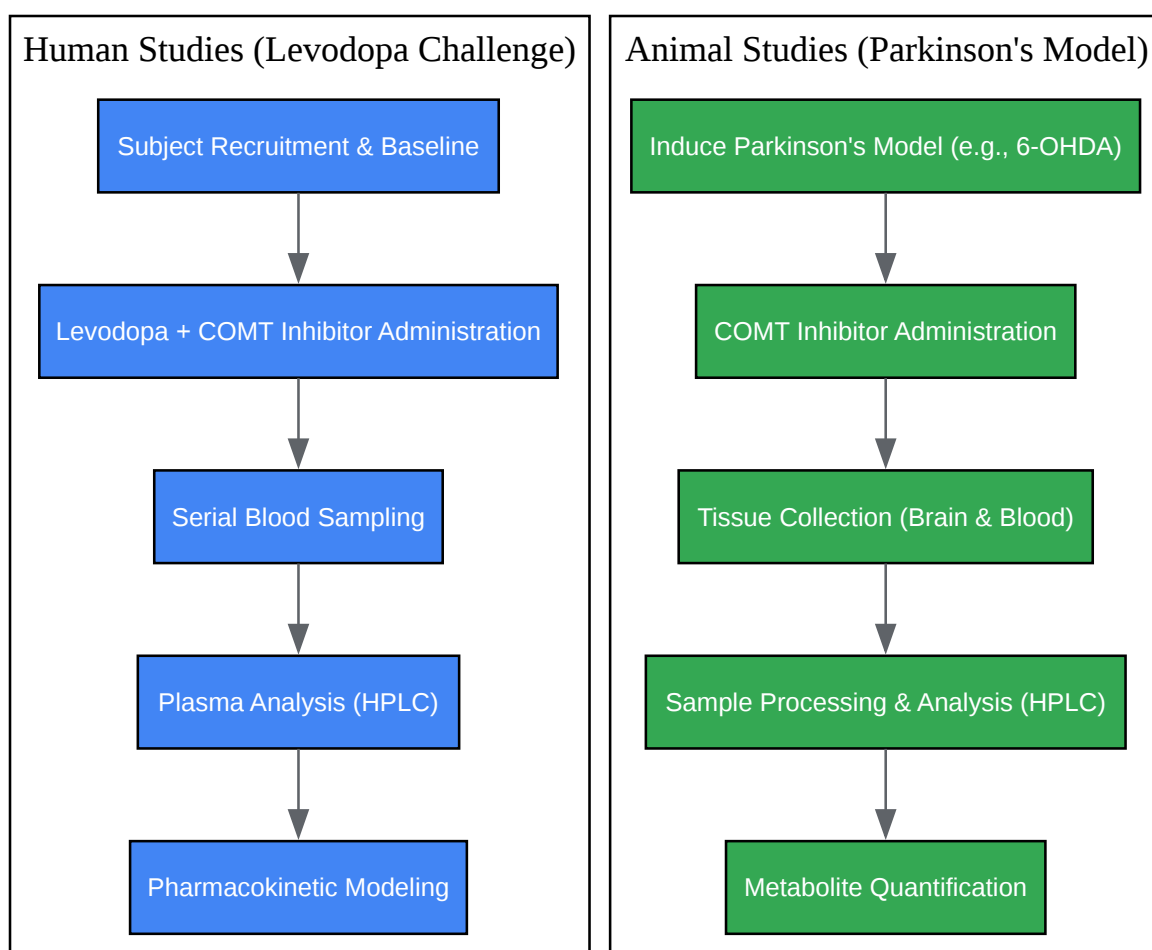 Human Studies (Levodopa Challenge)
Subject Recruitment & Baseline
Levodopa + COMT Inhibitor Administration
Serial Blood Sampling
Plasma Analysis (HPLC)
Pharmacokinetic Modeling
Animal Studies (Parkinson's Model)
Induce Parkinson's Model (e.g., 6-OHDA)
COMT Inhibitor Administration
Tissue Collection (Brain & Blood)
Sample Processing & Analysis (HPLC)
Metabolite Quantification